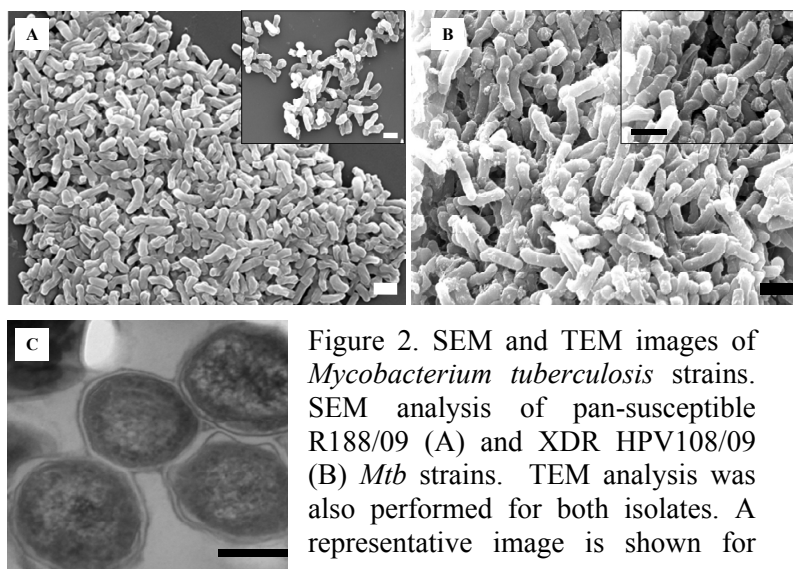 A
B
C
Figure 2. SEM and TEM images of
Mycobacterium tuberculosis strains.
SEM analysis of pan-susceptible
R188/09 (A) and XDR HPV108/09
(B) Mtb strains. TEM analysis was
also performed for both isolates. A
representative image is shown for